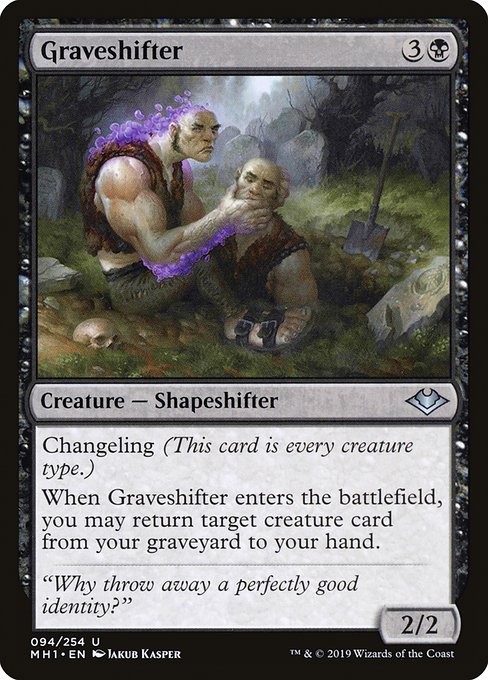 Graveshifter 3
Creature — Shapeshifter
Changeling (This card is every creature
type.)
When Graveshifter enters the battlefield,
you may return target creature card
from your graveyard to your hand.
“Why throw away a perfectly good
identity?”
2/2
094/254 U
MH1 • EN Jakub Kasper
™ & © 2019 Wizards of the Coast